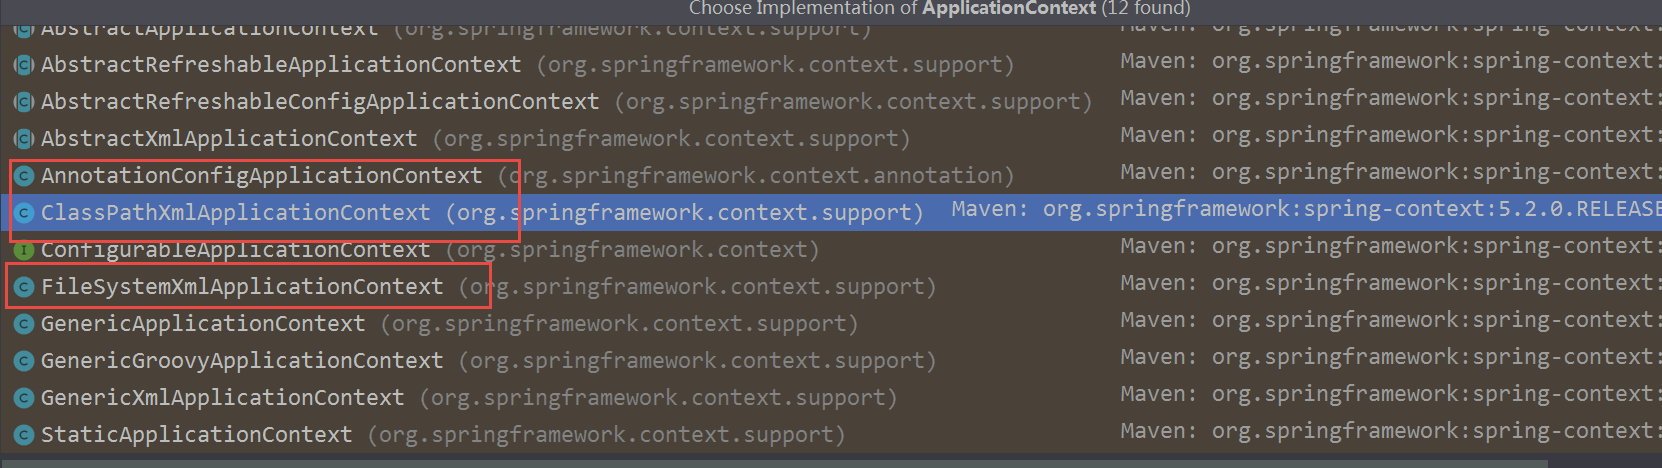 Choose Implementation of ApplicationContext (12 found)
AbstractApplicationContext (org.springframework.context.support) Maven: org.springframework:spring-context:
AbstractRefreshableApplicationContext (org.springframework.context.support) Maven: org.springframework:spring-context:
AbstractRefreshableConfigApplicationContext (org.springframework.context.support) Maven: org.springframework:spring-context:
AbstractXmlApplicationContext (org.springframework.context.support) Maven: org.springframework:spring-context:
AnnotationConfigApplicationContext (org.springframework.context.annotation) Maven: org.springframework:spring-context:
ClassPathXmlApplicationContext (org.springframework.context.support) Maven: org.springframework:spring-context:5.2.0.RELEASE
ConfigurableApplicationContext (org.springframework.context) Maven: org.springframework:spring-context:
FileSystemXmlApplicationContext (org.springframework.context.support) Maven: org.springframework:spring-context:
GenericApplicationContext (org.springframework.context.support) Maven: org.springframework:spring-context:
GenericGroovyApplicationContext (org.springframework.context.support) Maven: org.springframework:spring-context:
GenericXmlApplicationContext (org.springframework.context.support) Maven: org.springframework:spring-context:
StaticApplicationContext (org.springframework.context.support) Maven: org.springframework:spring-context: